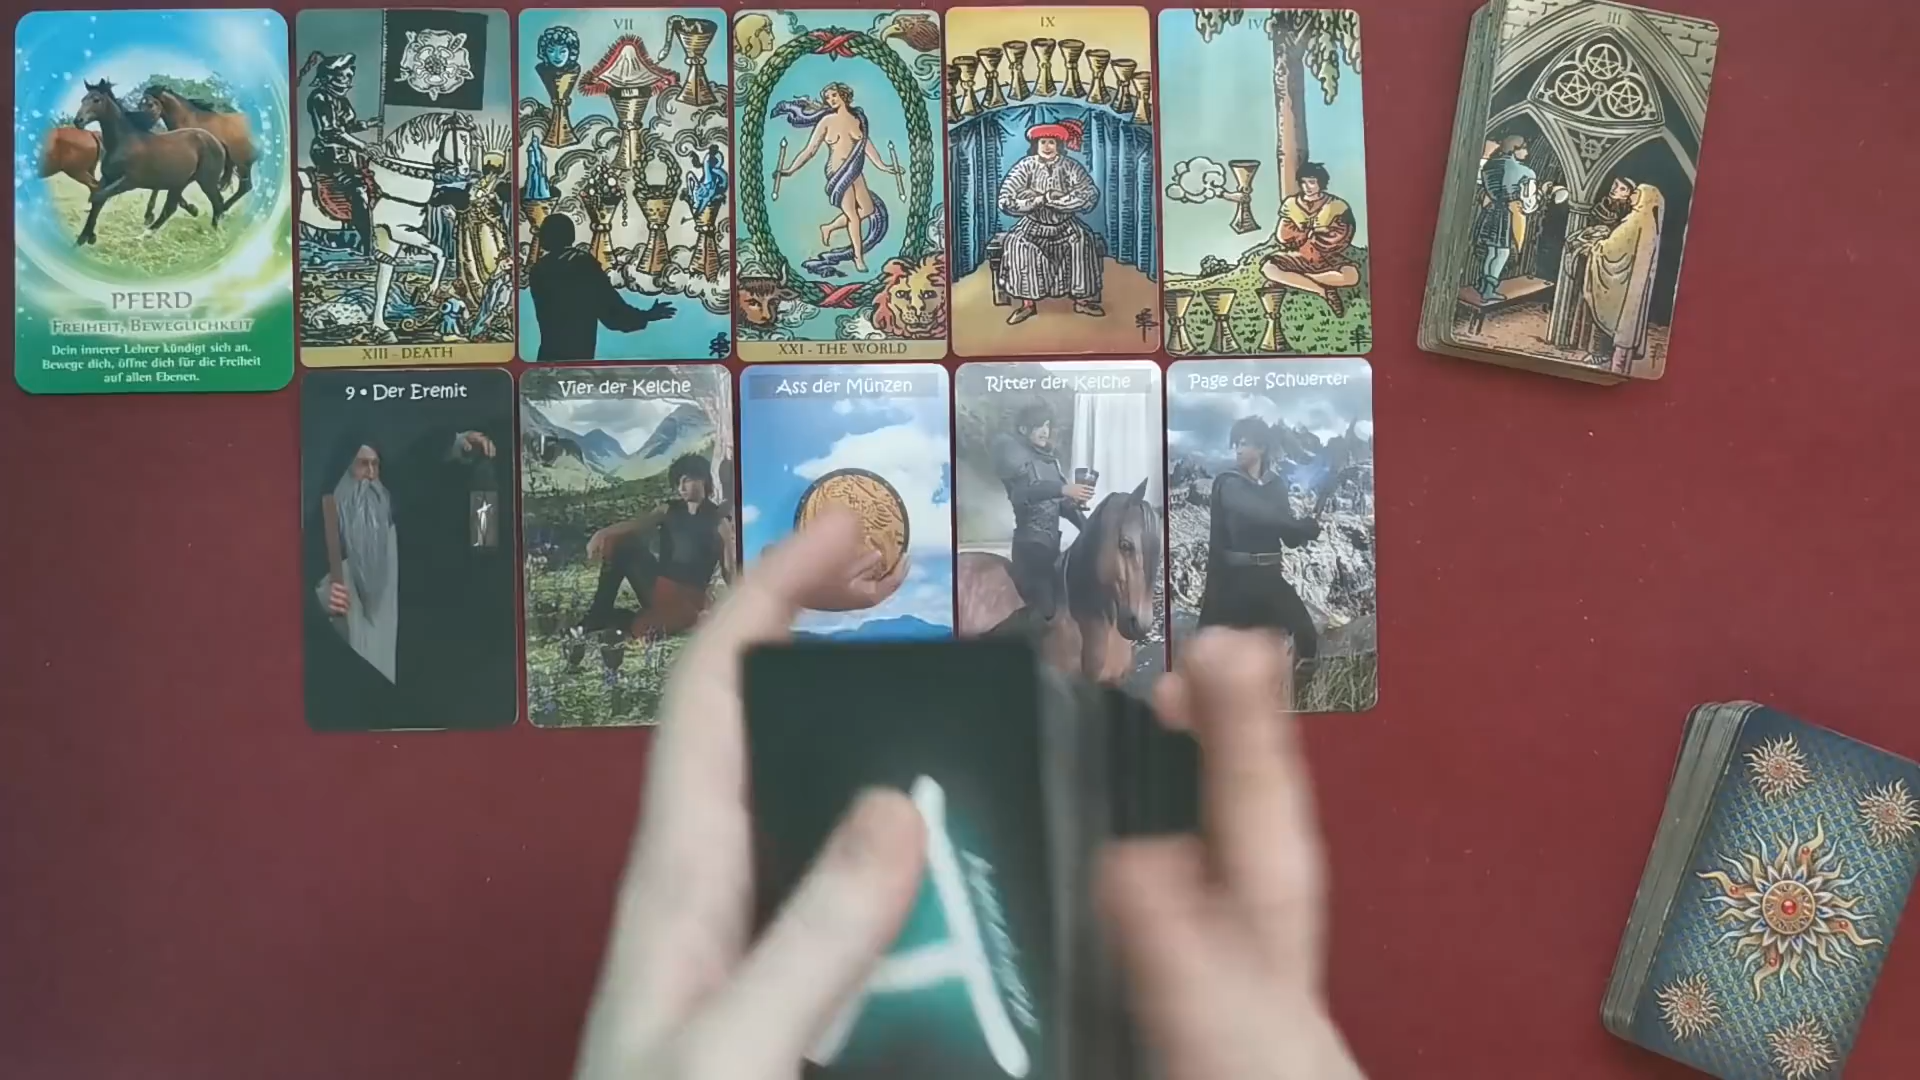 PFERD
FREIHEIT, BEWEGLICHKEIT
Dein innerer Lehrer kündigt sich an.
Bewege dich, öffne dich für die Freiheit
auf allen Ebenen.
XIII - DEATH
VII
XXI - THE WORLD
IX
IV
III
9 • Der Eremit
Vier der Kelche
Ass der Münzen
Ritter der Kelche
Page der Schwerter
A